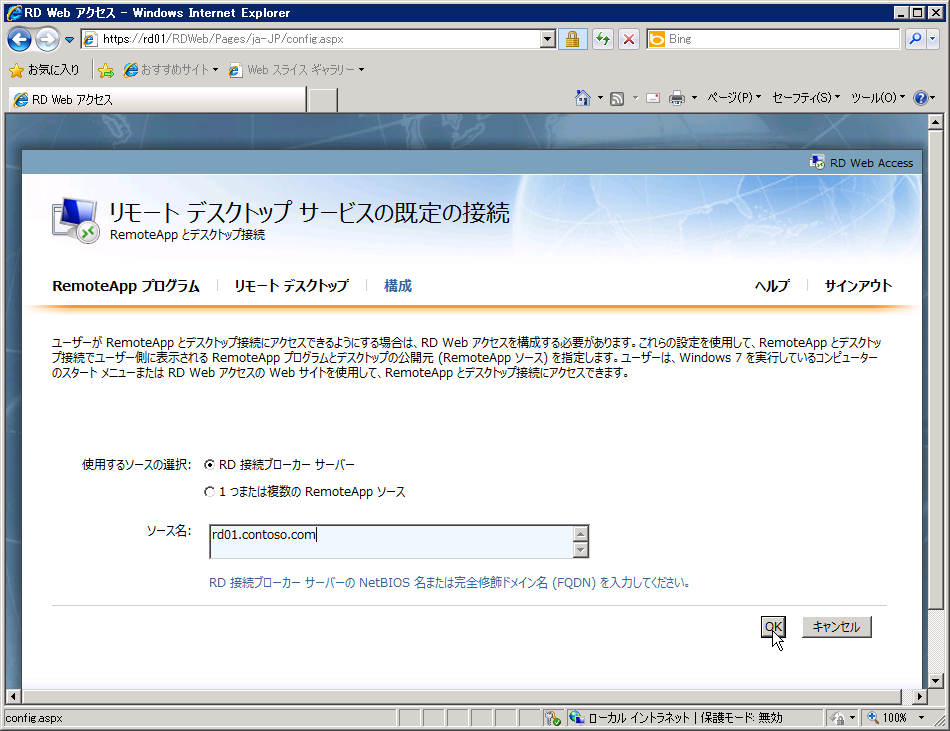 RD Web アクセス - Windows Internet Explorer
https://rd01/RDWeb/Pages/ja-JP/config.aspx
Bing
お気に入り
おすすめサイト
Web スライス ギャラリー
RD Web アクセス
ページ(P)
セーフティ(S)
ツール(O)
RD Web Access
リモート デスクトップ サービスの既定の接続
RemoteApp とデスクトップ接続
RemoteApp プログラム
リモート デスクトップ
構成
ヘルプ
サインアウト
ユーザーが RemoteApp とデスクトップ接続にアクセスできるようにする場合は、RD Web アクセスを構成する必要があります。これらの設定を使用して、RemoteApp とデスクトッ
プ接続でユーザー側に表示される RemoteApp プログラムとデスクトップの公開元 (RemoteApp ソース) を指定します。ユーザーは、Windows 7 を実行しているコンピューター
のスタート メニューまたは RD Web アクセスの Web サイトを使用して、RemoteApp とデスクトップ接続にアクセスできます。
使用するソースの選択:
RD 接続ブローカー サーバー
1 つまたは複数の RemoteApp ソース
ソース名:
rd01.contoso.com
RD 接続ブローカー サーバーの NetBIOS 名または完全修飾ドメイン名 (FQDN) を入力してください。
OK
キャンセル
config.aspx
ローカル イントラネット | 保護モード: 無効
100%